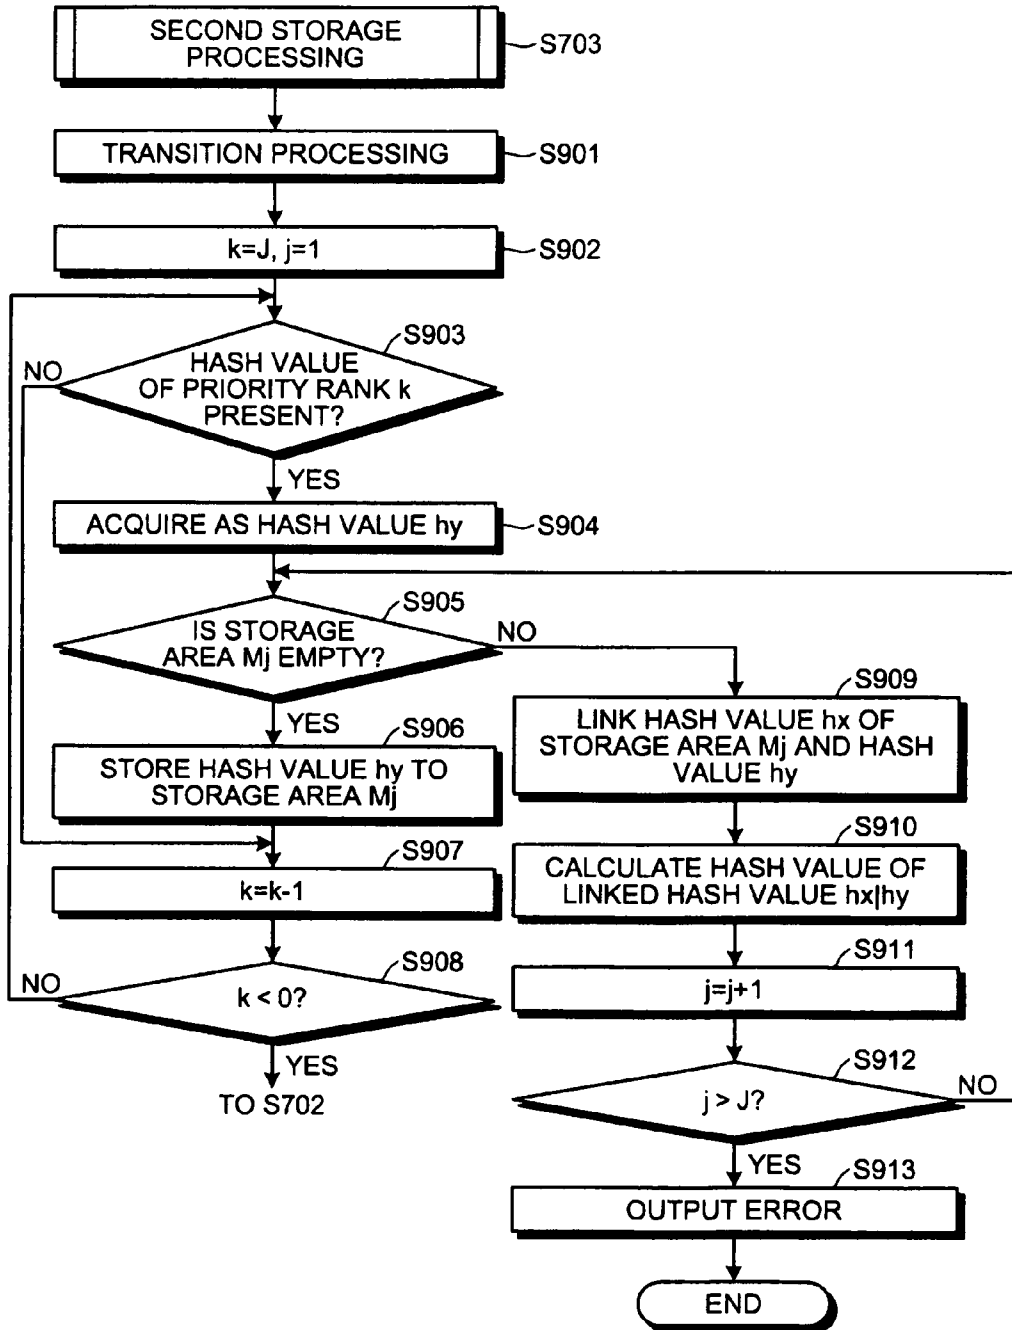 SECOND STORAGE
PROCESSING
S703
TRANSITION PROCESSING
S901
k=J, j=1
S902
S903
NO
HASH VALUE
OF PRIORITY RANK k
PRESENT?
YES
ACQUIRE AS HASH VALUE hy
S904
S905
IS STORAGE
AREA Mj EMPTY?
NO
YES
S906
STORE HASH VALUE hy TO
STORAGE AREA Mj
S907
k=k-1
S908
NO
k < 0?
YES
TO S702
S909
LINK HASH VALUE hx OF
STORAGE AREA Mj AND HASH
VALUE hy
S910
CALCULATE HASH VALUE OF
LINKED HASH VALUE hx|hy
S911
j=j+1
S912
NO
j > J?
YES
S913
OUTPUT ERROR
END